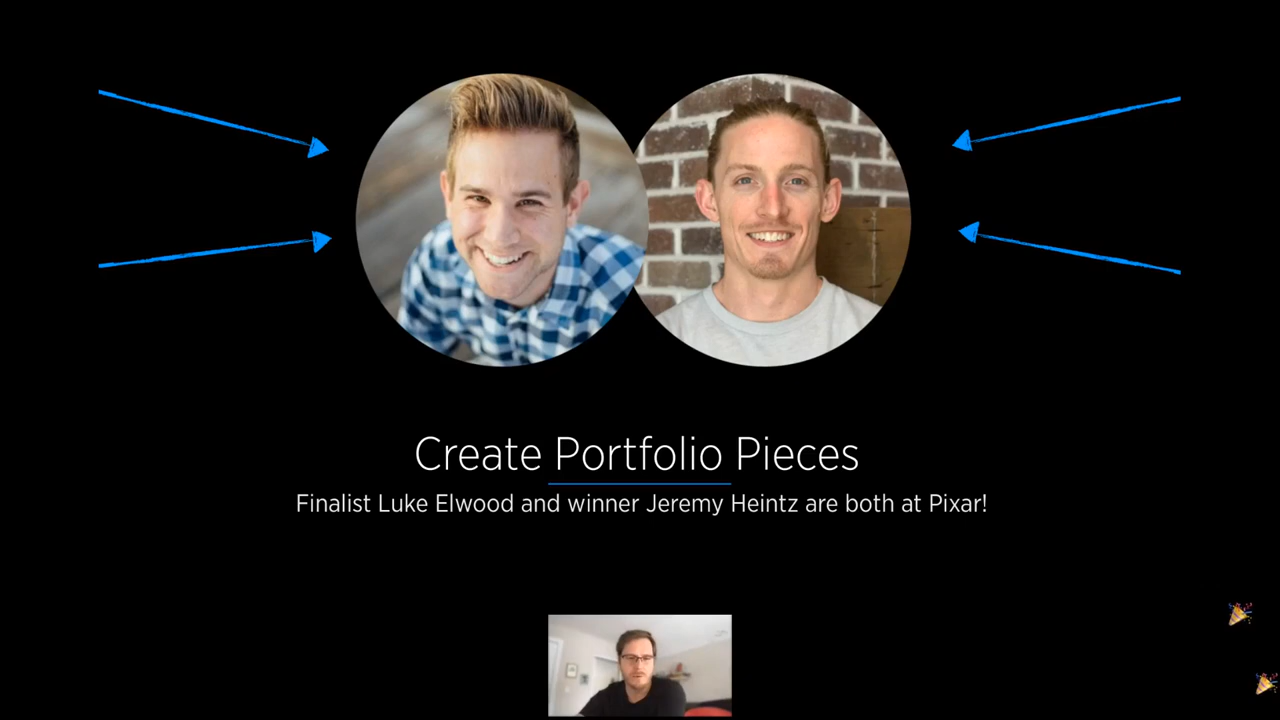 Create Portfolio Pieces
Finalist Luke Elwood and winner Jeremy Heintz are both at Pixar!